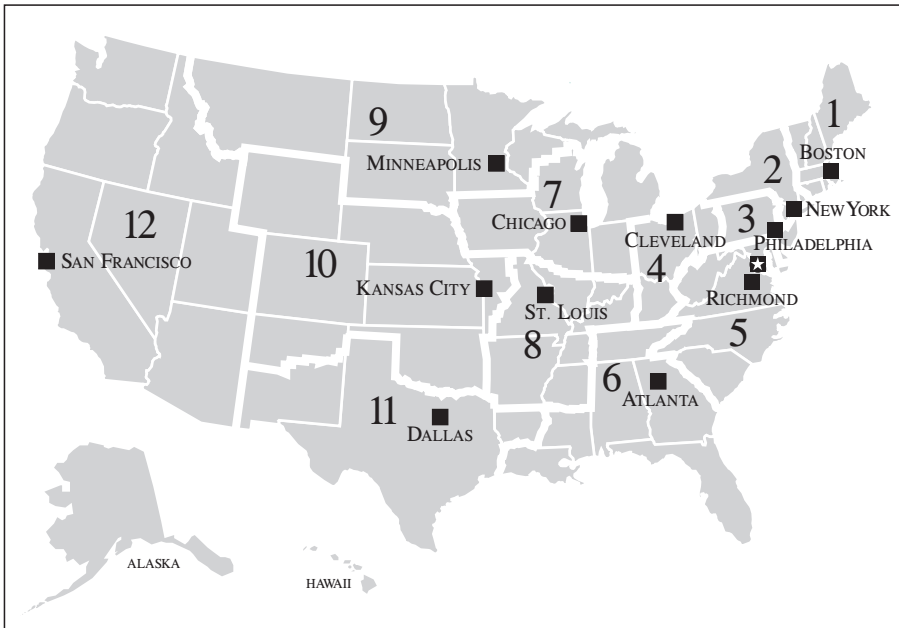 1
BOSTON
9
MINNEAPOLIS
2
7
NEW YORK
CHICAGO
3
12
CLEVELAND
PHILADELPHIA
SAN FRANCISCO
10
4
KANSAS CITY
ST. LOUIS
RICHMOND
5
8
6
ATLANTA
11
DALLAS
ALASKA
HAWAII